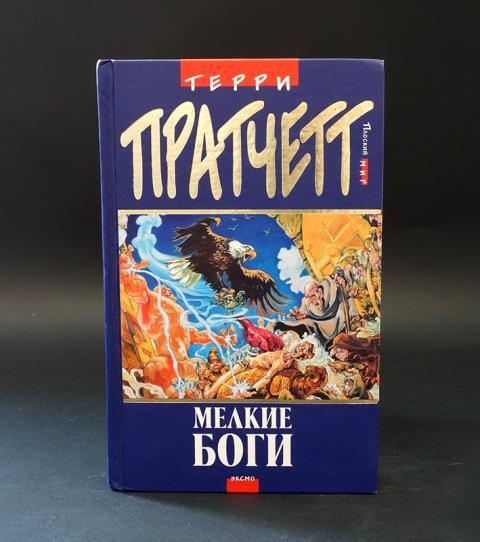 ТЕРРИ
ПРАТЧЕТТ
Плоский МИР
МЕЛКИЕ
БОГИ
ЭКСМО